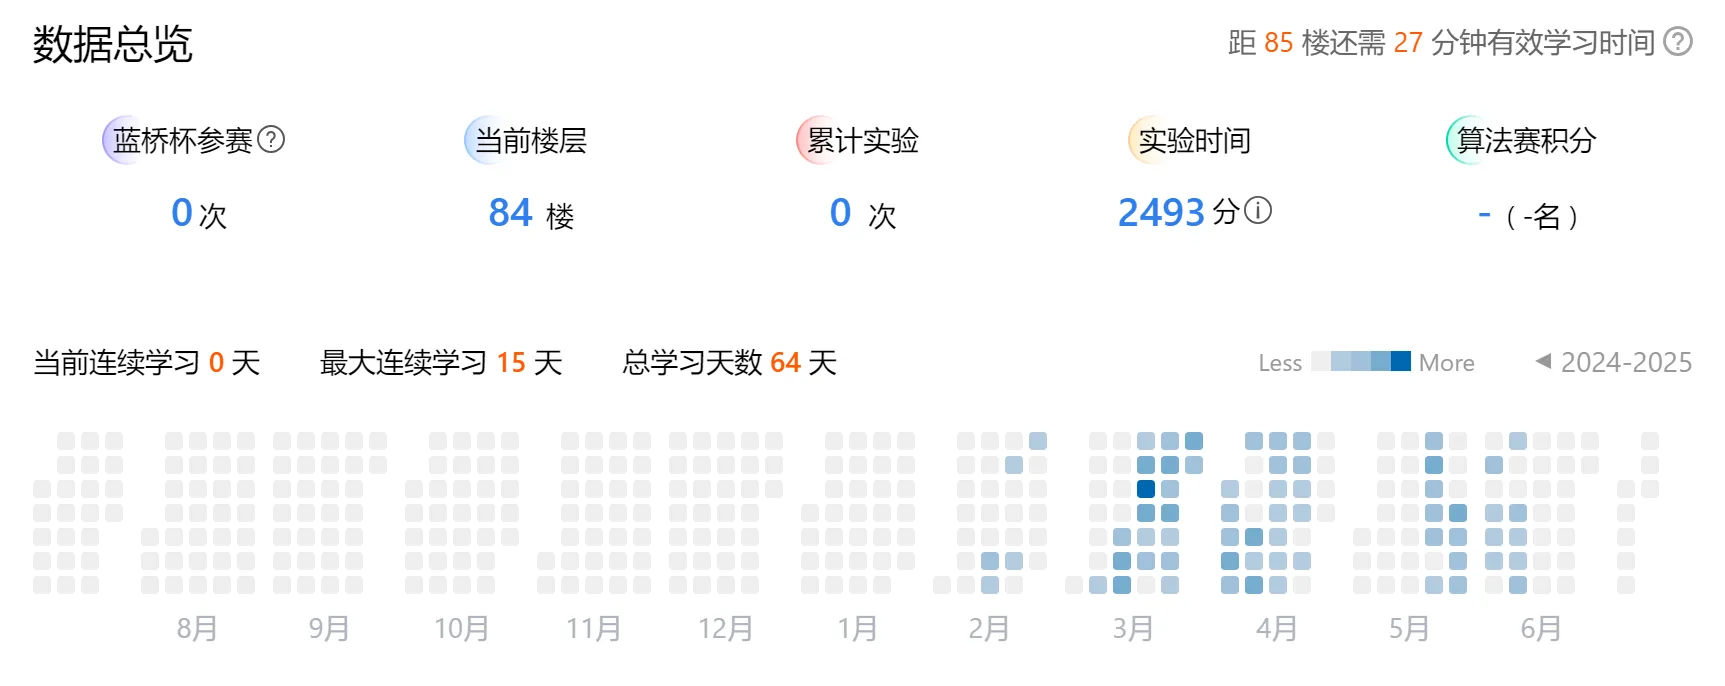 数据总览
距 85 楼还需 27 分钟有效学习时间 ?
蓝桥杯参赛 ? 当前楼层 累计实验 实验时间 算法赛积分
0 次 84 楼 0 次 2493 分 - ( -名 )
当前连续学习 0 天 最大连续学习 15 天 总学习天数 64 天 Less More 2024-2025
8月 9月 10月 11月 12月 1月 2月 3月 4月 5月 6月